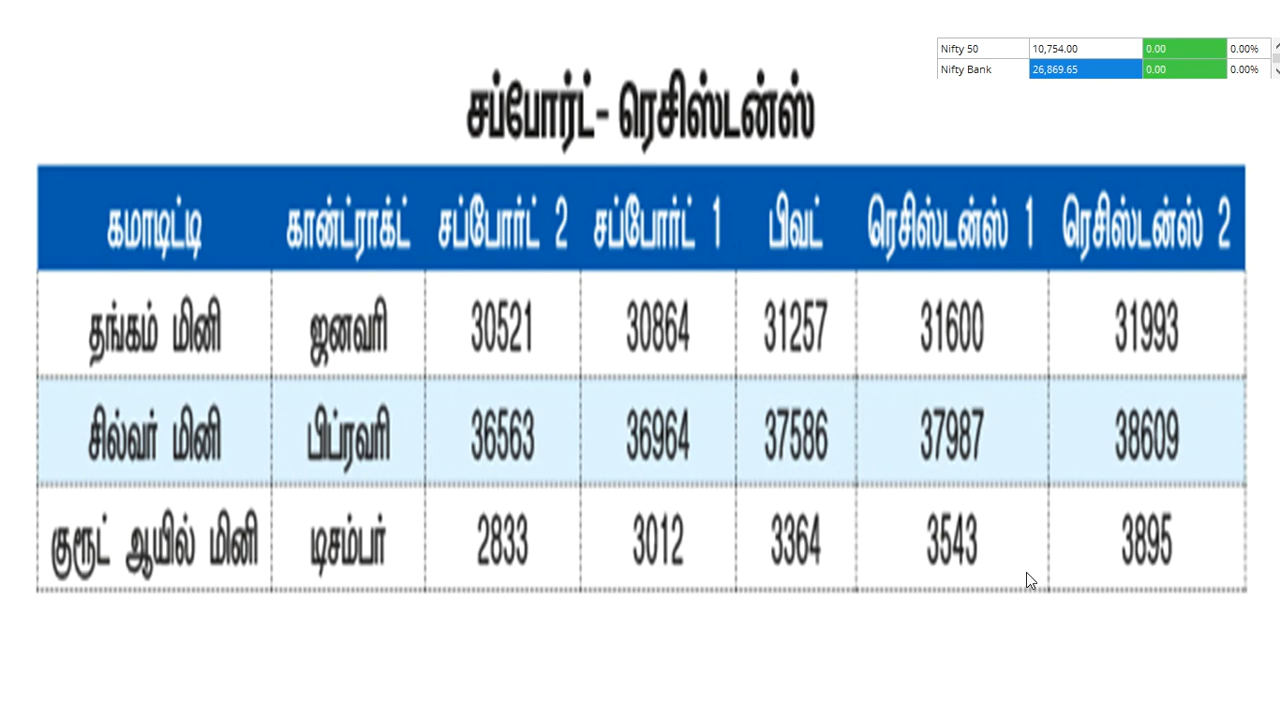 Nifty 50 10,754.00 0.00 0.00%
Nifty Bank 26,869.65 0.00 0.00%
சப்போர்ட்- ரெசிஸ்டன்ஸ்
கமாடிட்டி கான்ட்ராக்ட் சப்போர்ட் 2 சப்போர்ட் 1 பிவட் ரெசிஸ்டன்ஸ் 1 ரெசிஸ்டன்ஸ் 2
தங்கம் மினி ஜனவரி 30521 30864 31257 31600 31993
சில்வர் மினி பிப்ரவரி 36563 36964 37586 37987 38609
குரூட் ஆயில் மினி டிசம்பர் 2833 3012 3364 3543 3895